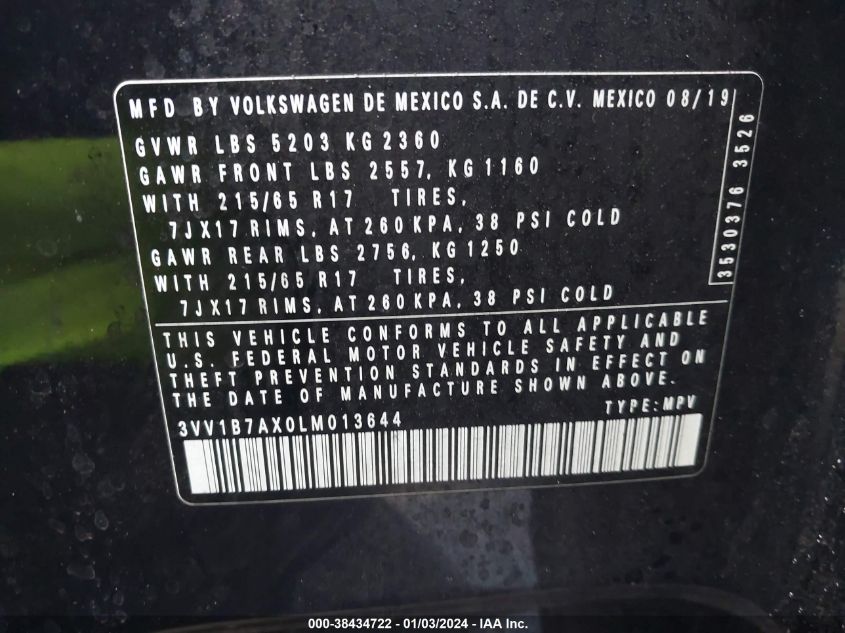 MFD BY VOLKSWAGEN DE MEXICO S.A. DE C.V. MEXICO 08/19
GVWR LBS 5203 KG 2360
GAWR FRONT LBS 2557, KG 1160
WITH 215/65 R17 TIRES,
7JX17 RIMS, AT 260 KPA, 38 PSI COLD
GAWR REAR LBS 2756, KG 1250
WITH 215/65 R17 TIRES,
7JX17 RIMS, AT 260 KPA, 38 PSI COLD
3530376 3526
THIS VEHICLE CONFORMS TO ALL APPLICABLE
U.S. FEDERAL MOTOR VEHICLE SAFETY AND
THEFT PREVENTION STANDARDS IN EFFECT ON
THE DATE OF MANUFACTURE SHOWN ABOVE.
TYPE: MPV
3VV1B7AX0LM013644
000-38434722 - 01/03/2024 - IAA Inc.